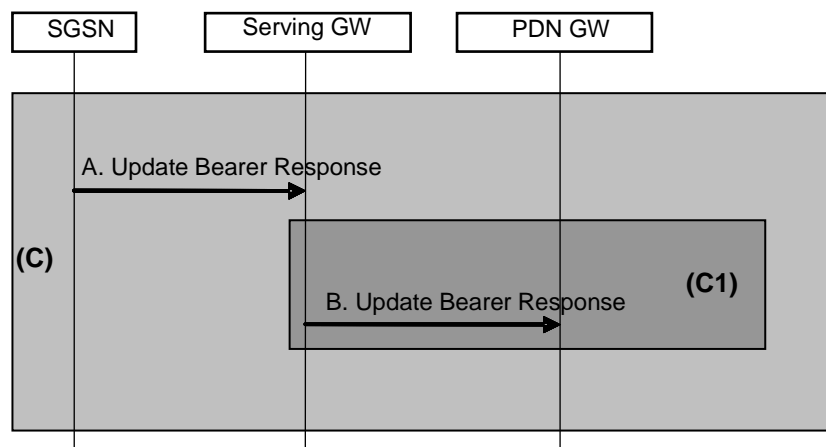 SGSN
Serving GW
PDN GW
A. Update Bearer Response
(C)
(C1)
B. Update Bearer Response